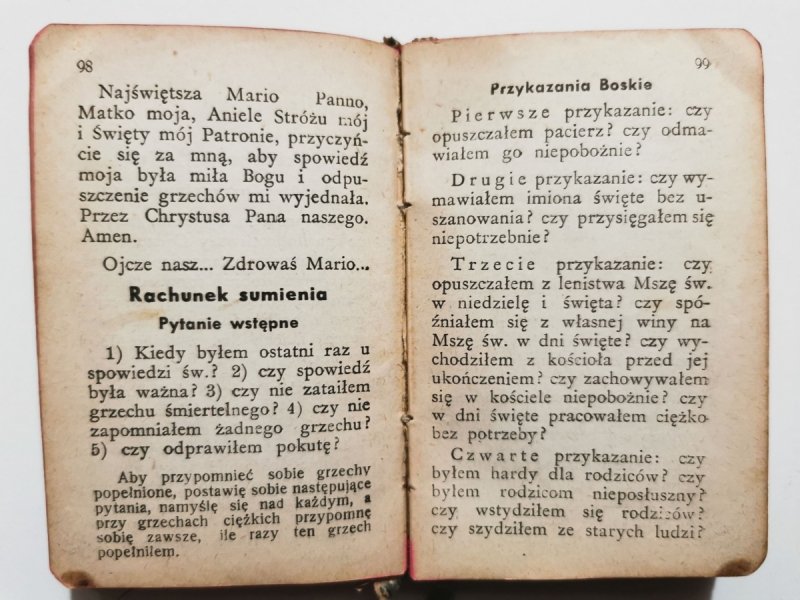 98
Najświętsza Mario Panno,
Matko moja, Aniele Stróżu mój
i Święty mój Patronie, przyczyń-
cie się za mną, aby spowiedź
moja była miła Bogu i odpu-
szczenie grzechów mi wyjednała.
Przez Chrystusa Pana naszego.
Amen.
Ojcze nasz... Zdrowaś Mario...
Rachunek sumienia
Pytanie wstępne
1) Kiedy byłem ostatni raz u
spowiedzi św.? 2) czy spowiedź
była ważna? 3) czy nie zataiłem
grzechu śmiertelnego? 4) czy nie
zapomniałem żadnego grzechu?
5) czy odprawiłem pokutę?
Aby przypomnieć sobie grzechy
popełnione, postawię sobie następujące
pytania, namyślę się nad każdym, a
przy grzechach ciężkich przypomnę
sobię zawsze, ile razy ten grzech
popełniłem.
99
Przykazania Boskie
Pierwsze przykazanie: czy
opuszczałem pacierz? czy odma-
wiałem go niepobożnie?
Drugie przykazanie: czy wy-
mawiałem imiona święte bez u-
szanowania? czy przysięgałem się
niepotrzebnie?
Trzecie przykazanie: czy
opuszczałem z lenistwa Mszę św.
w niedzielę i święta? czy spó-
źniałem się z własnej winy na
Mszę św. w dni święte? czy wy-
chodziłem z kościoła przed jej
ukończeniem? czy zachowywałem
się w kościele niepobożnie? czy
w dni święte pracowałem ciężko
bez potrzeby?
Czwarte przykazanie: czy
byłem hardy dla rodziców? czy
byłem rodzicom nieposłuszny?
czy wstydziłem się rodziców?
czy szydziłem ze starych ludzi?